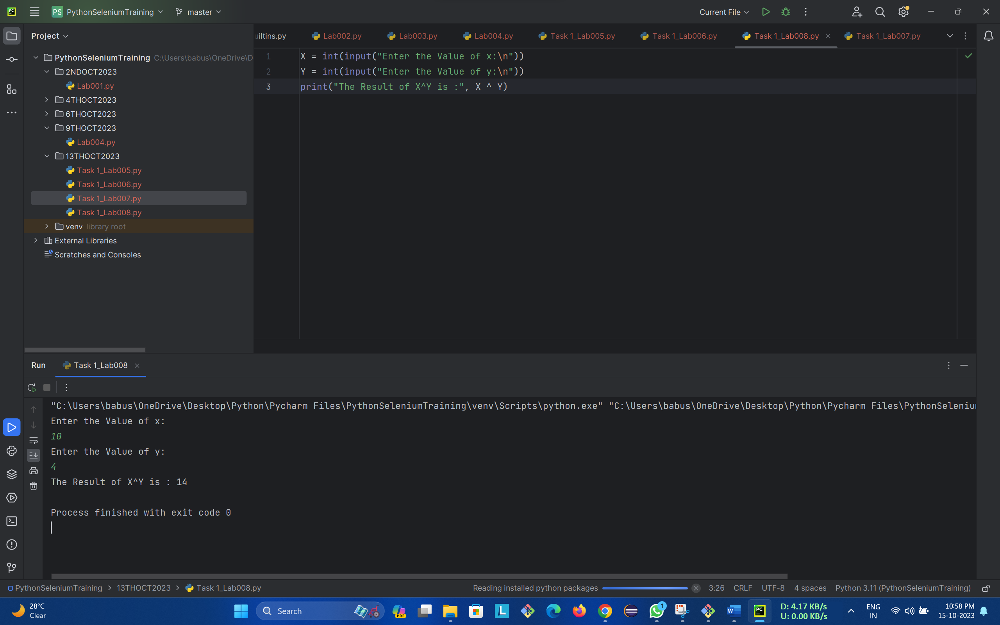 PC
PS PythonSeleniumTraining master Current File
Project
uiltins.py Lab002.py Lab003.py Lab004.py Task 1_Lab005.py Task 1_Lab006.py Task 1_Lab008.py Task 1_Lab007.py
PythonSeleniumTraining C:\Users\babus\OneDrive\D
2NDOCT2023
Lab001.py
4THOCT2023
6THOCT2023
9THOCT2023
Lab004.py
13THOCT2023
Task 1_Lab005.py
Task 1_Lab006.py
Task 1_Lab007.py
Task 1_Lab008.py
venv library root
External Libraries
Scratches and Consoles
1 X = int(input("Enter the Value of x:\n"))
2 Y = int(input("Enter the Value of y:\n"))
3 print("The Result of X^Y is :", X ^ Y)
Run Task 1_Lab008
"C:\Users\babus\OneDrive\Desktop\Python\Pycharm Files\PythonSeleniumTraining\venv\Scripts\python.exe" "C:\Users\babus\OneDrive\Desktop\Python\Pycharm Files\PythonSeleniu
Enter the Value of x:
10
Enter the Value of y:
4
The Result of X^Y is : 14
Process finished with exit code 0
PythonSeleniumTraining > 13THOCT2023 > Task 1_Lab008.py Reading installed python packages 3:26 CRLF UTF-8 4 spaces Python 3.11 (PythonSeleniumTraining)
28°C
Clear
Search
PRE
L
1
W
PC
D: 4.17 KB/s
U: 0.00 KB/s
ENG
IN
10:58 PM
15-10-2023